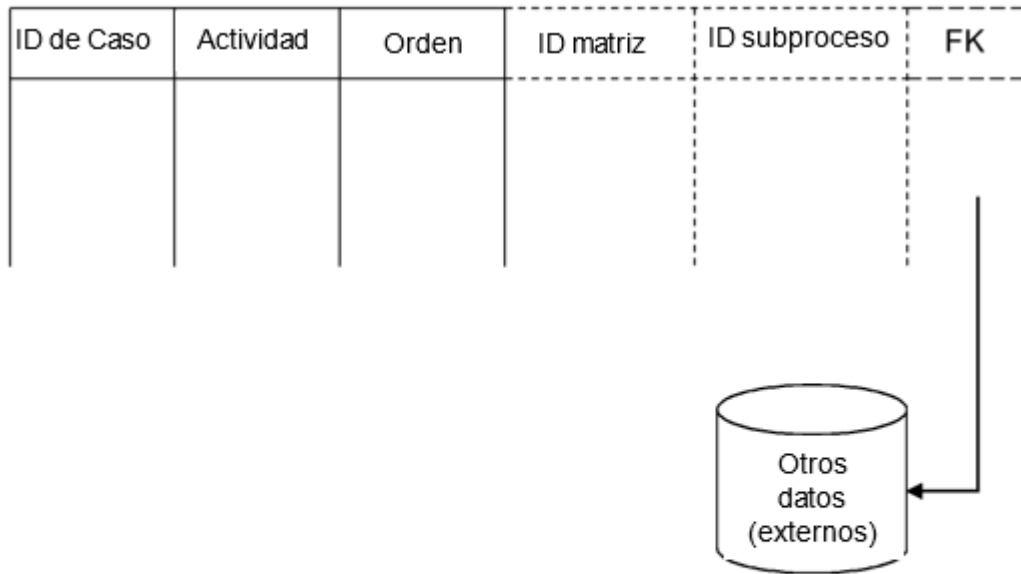 ID de Caso
Actividad
Orden
ID matriz
ID subproceso
FK
Otros
datos
(externos)